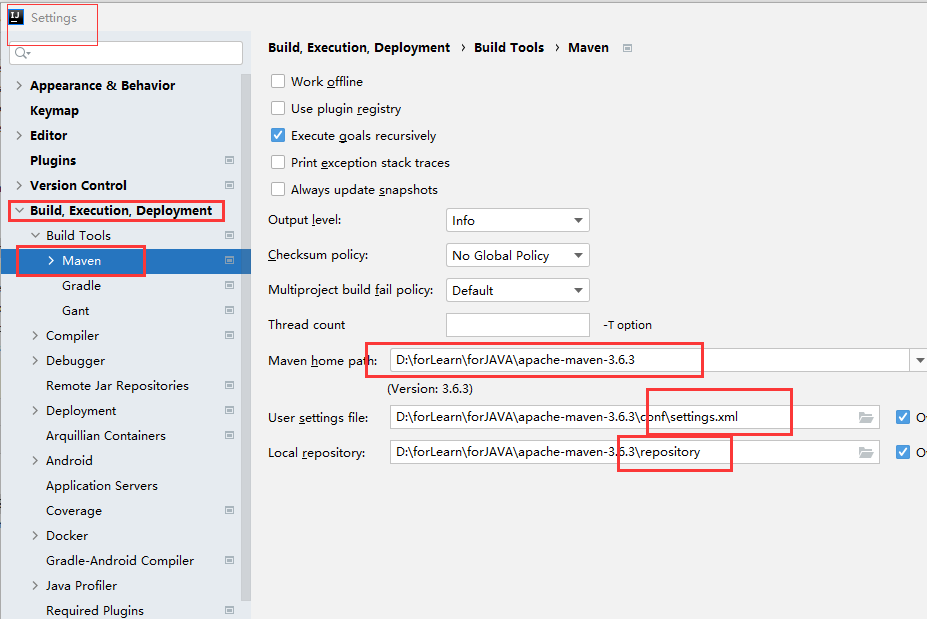 IJ Settings
Appearance & Behavior
Keymap
Editor
Plugins
Version Control
Build, Execution, Deployment
Build Tools
Maven
Gradle
Gant
Compiler
Debugger
Remote Jar Repositories
Deployment
Arquillian Containers
Android
Application Servers
Coverage
Docker
Gradle-Android Compiler
Java Profiler
Required Plugins
Build, Execution, Deployment › Build Tools › Maven
Work offline
Use plugin registry
Execute goals recursively
Print exception stack traces
Always update snapshots
Output level: Info
Checksum policy: No Global Policy
Multiproject build fail policy: Default
Thread count -T option
Maven home path: D:\forLearn\forJAVA\apache-maven-3.6.3
(Version: 3.6.3)
User settings file: D:\forLearn\forJAVA\apache-maven-3.6.3\conf\settings.xml
Local repository: D:\forLearn\forJAVA\apache-maven-3.6.3\repository